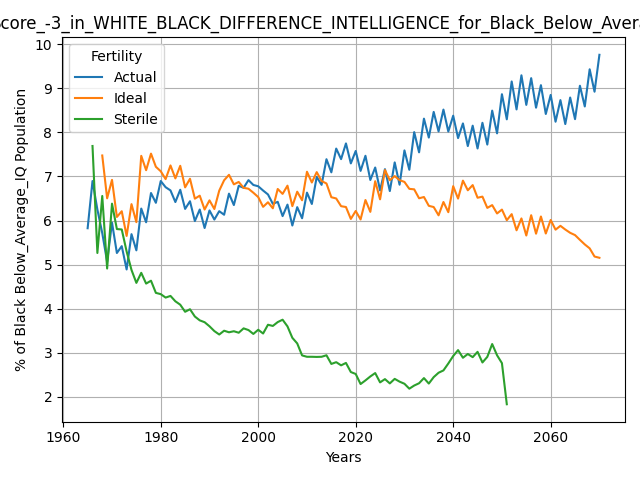 core_-3_in_WHITE_BLACK_DIFFERENCE_INTELLIGENCE_for_Black_Below_Avera
Fertility
Actual
Ideal
Sterile
10
9
8
7
6
5
4
3
2
% of Black Below_Average_IQ Population
1960
1980
2000
2020
2040
2060
Years